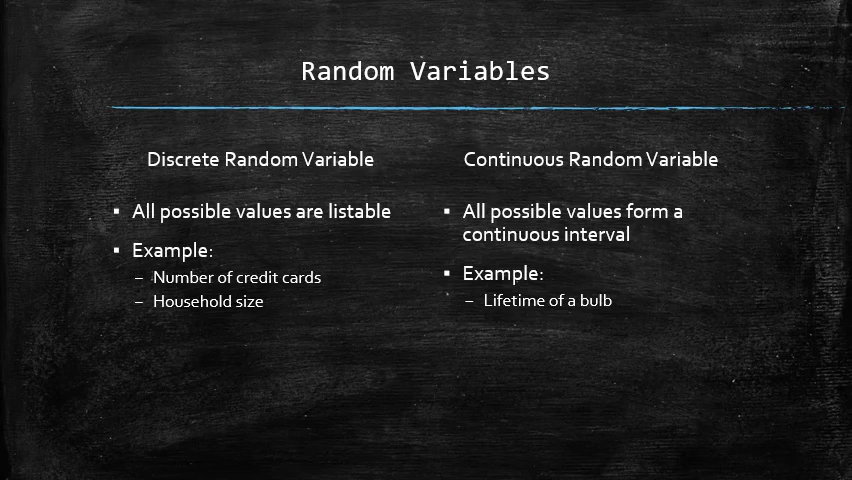 Random Variables
Discrete Random Variable
▪ All possible values are listable
▪ Example:
– Number of credit cards
– Household size
Continuous Random Variable
▪ All possible values form a
continuous interval
▪ Example:
– Lifetime of a bulb